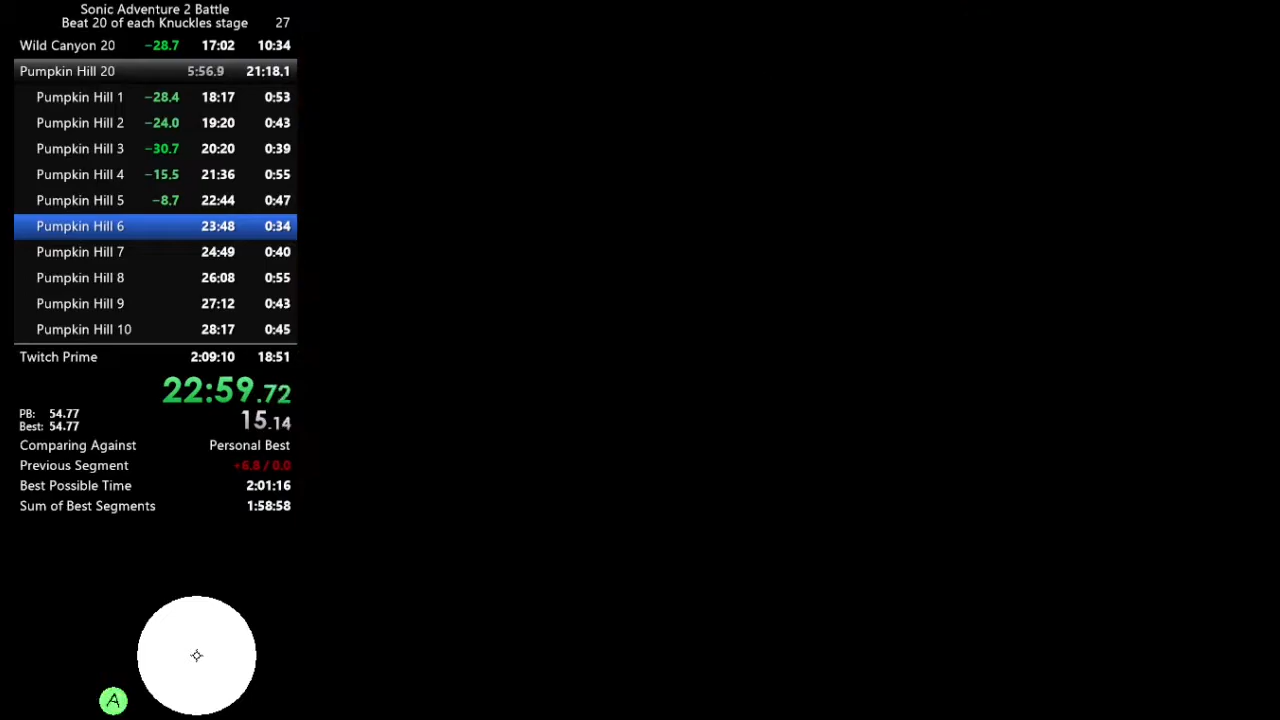 Sonic Adventure 2 Battle
Beat 20 of each Knuckles stage 27
Wild Canyon 20 −28.7 17:02 10:34
Pumpkin Hill 20 5:56.9 21:18.1
Pumpkin Hill 1 −28.4 18:17 0:53
Pumpkin Hill 2 −24.0 19:20 0:43
Pumpkin Hill 3 −30.7 20:20 0:39
Pumpkin Hill 4 −15.5 21:36 0:55
Pumpkin Hill 5 −8.7 22:44 0:47
Pumpkin Hill 6 23:48 0:34
Pumpkin Hill 7 24:49 0:40
Pumpkin Hill 8 26:08 0:55
Pumpkin Hill 9 27:12 0:43
Pumpkin Hill 10 28:17 0:45
Twitch Prime 2:09:10 18:51
22:59.72
PB: 54.77 15.14
Best: 54.77
Comparing Against Personal Best
Previous Segment +6.8 / 0.0
Best Possible Time 2:01:16
Sum of Best Segments 1:58:58
A